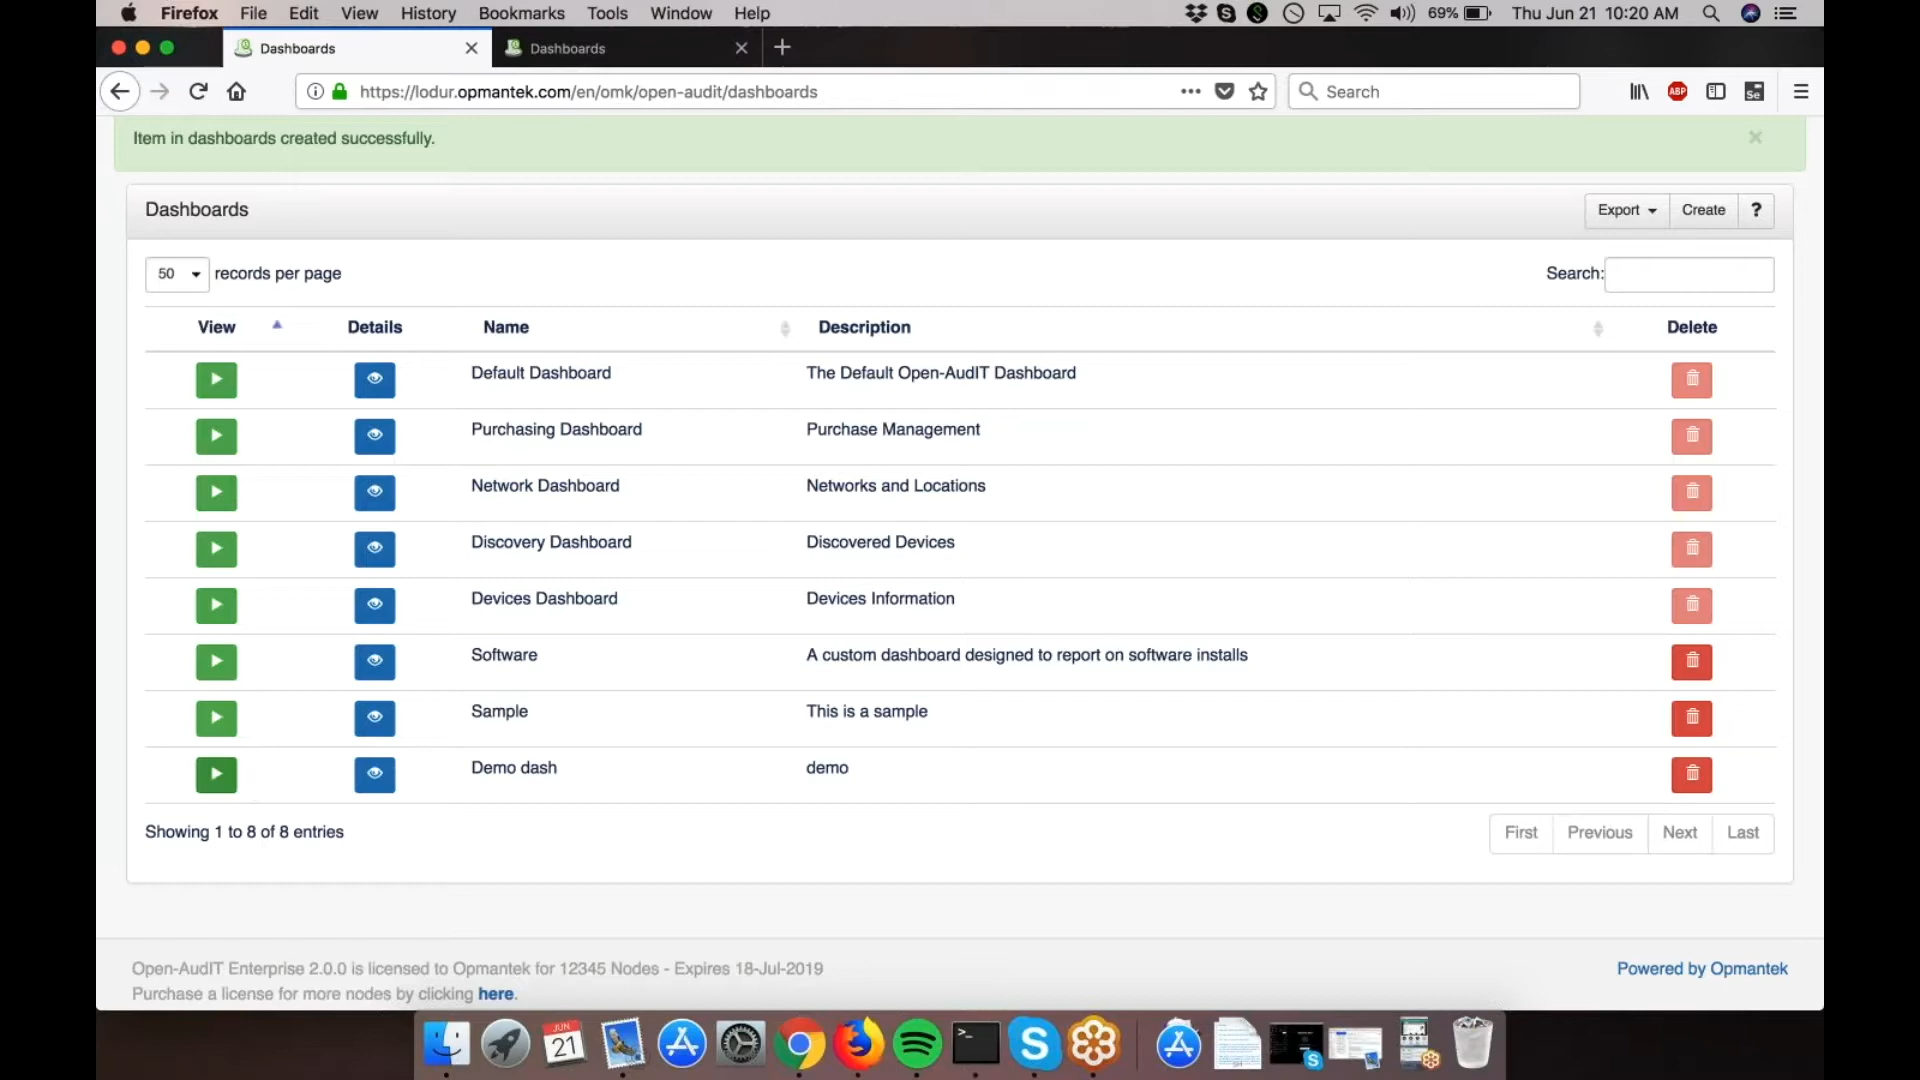 Firefox File Edit View History Bookmarks Tools Window Help 69% Thu Jun 21 10:20 AM
Dashboards Dashboards
https://lodur.opmantek.com/en/omk/open-audit/dashboards Search ABP Se
Item in dashboards created successfully.
Dashboards Export Create ?
50 records per page Search:
View Details Name Description Delete
Default Dashboard The Default Open-AudIT Dashboard
Purchasing Dashboard Purchase Management
Network Dashboard Networks and Locations
Discovery Dashboard Discovered Devices
Devices Dashboard Devices Information
Software A custom dashboard designed to report on software installs
Sample This is a sample
Demo dash demo
Showing 1 to 8 of 8 entries First Previous Next Last
Open-AudIT Enterprise 2.0.0 is licensed to Opmantek for 12345 Nodes - Expires 18-Jul-2019 Powered by Opmantek
Purchase a license for more nodes by clicking here.
JUN
21